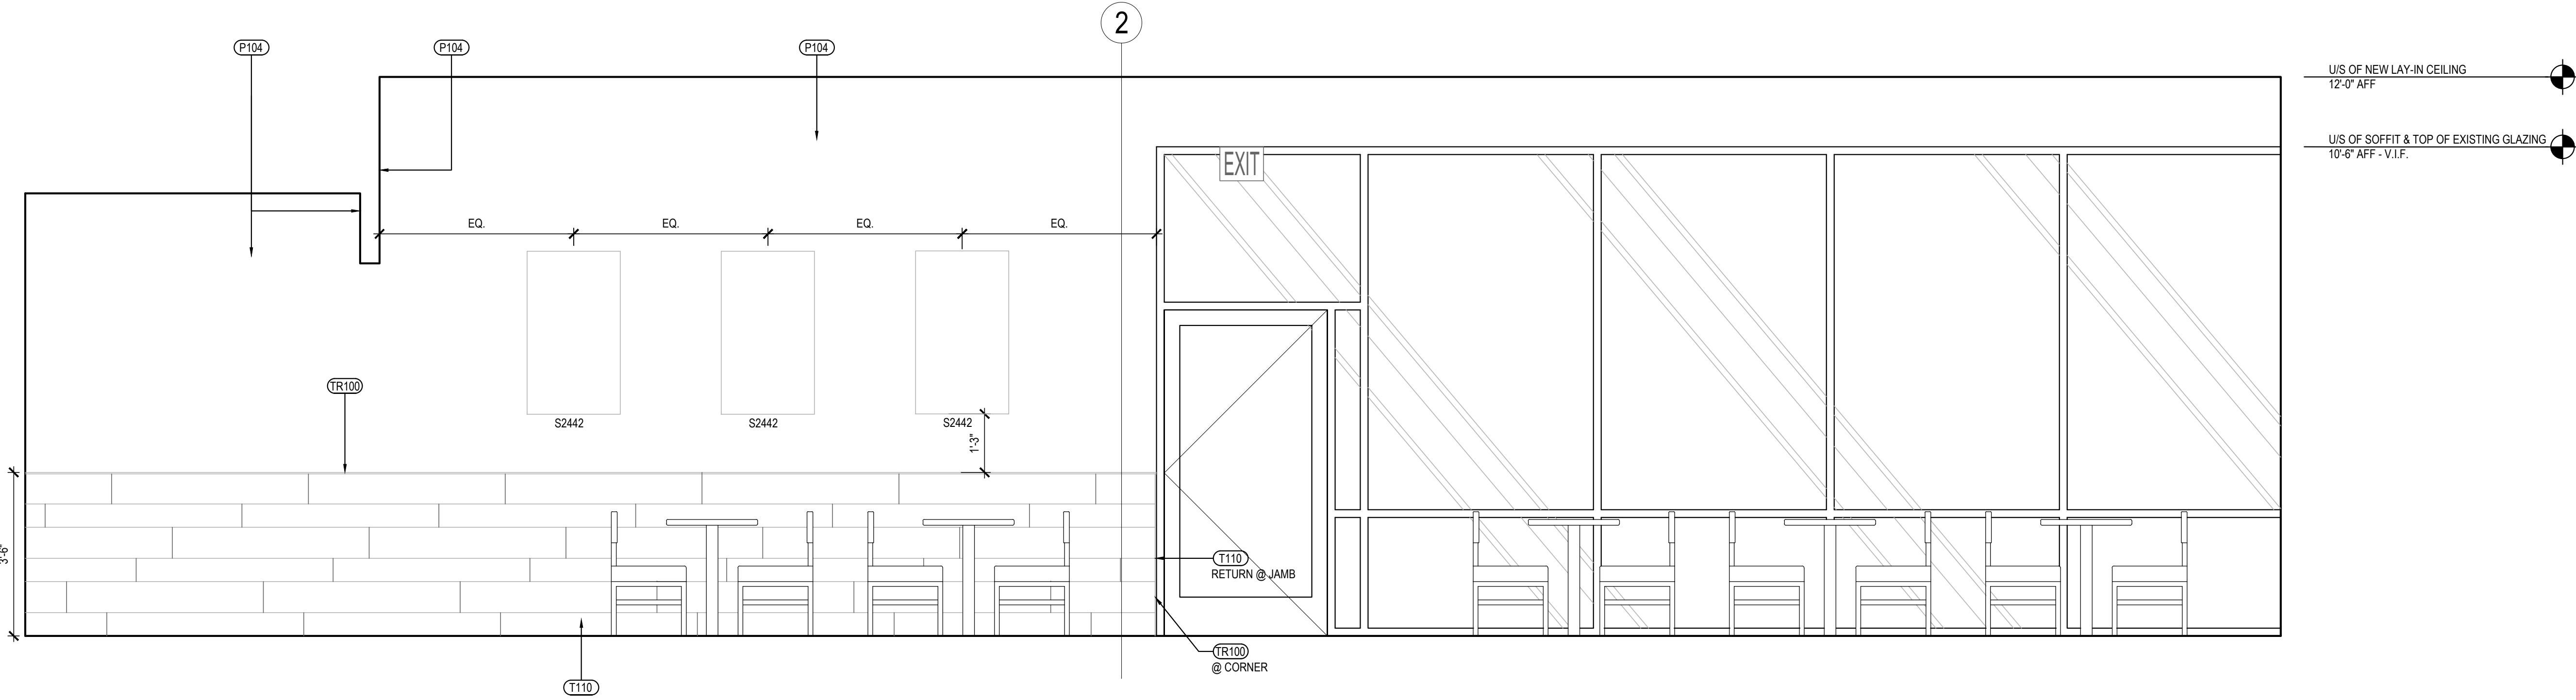 2
P104
P104
P104
U/S OF NEW LAY-IN CEILING
12'-0" AFF
U/S OF SOFFIT & TOP OF EXISTING GLAZING
10'-6" AFF - V.I.F.
EXIT
EQ.
EQ.
EQ.
EQ.
TR100
S2442
S2442
S2442
1'-3"
3'-6"
T110
RETURN @ JAMB
TR100
@ CORNER
T110